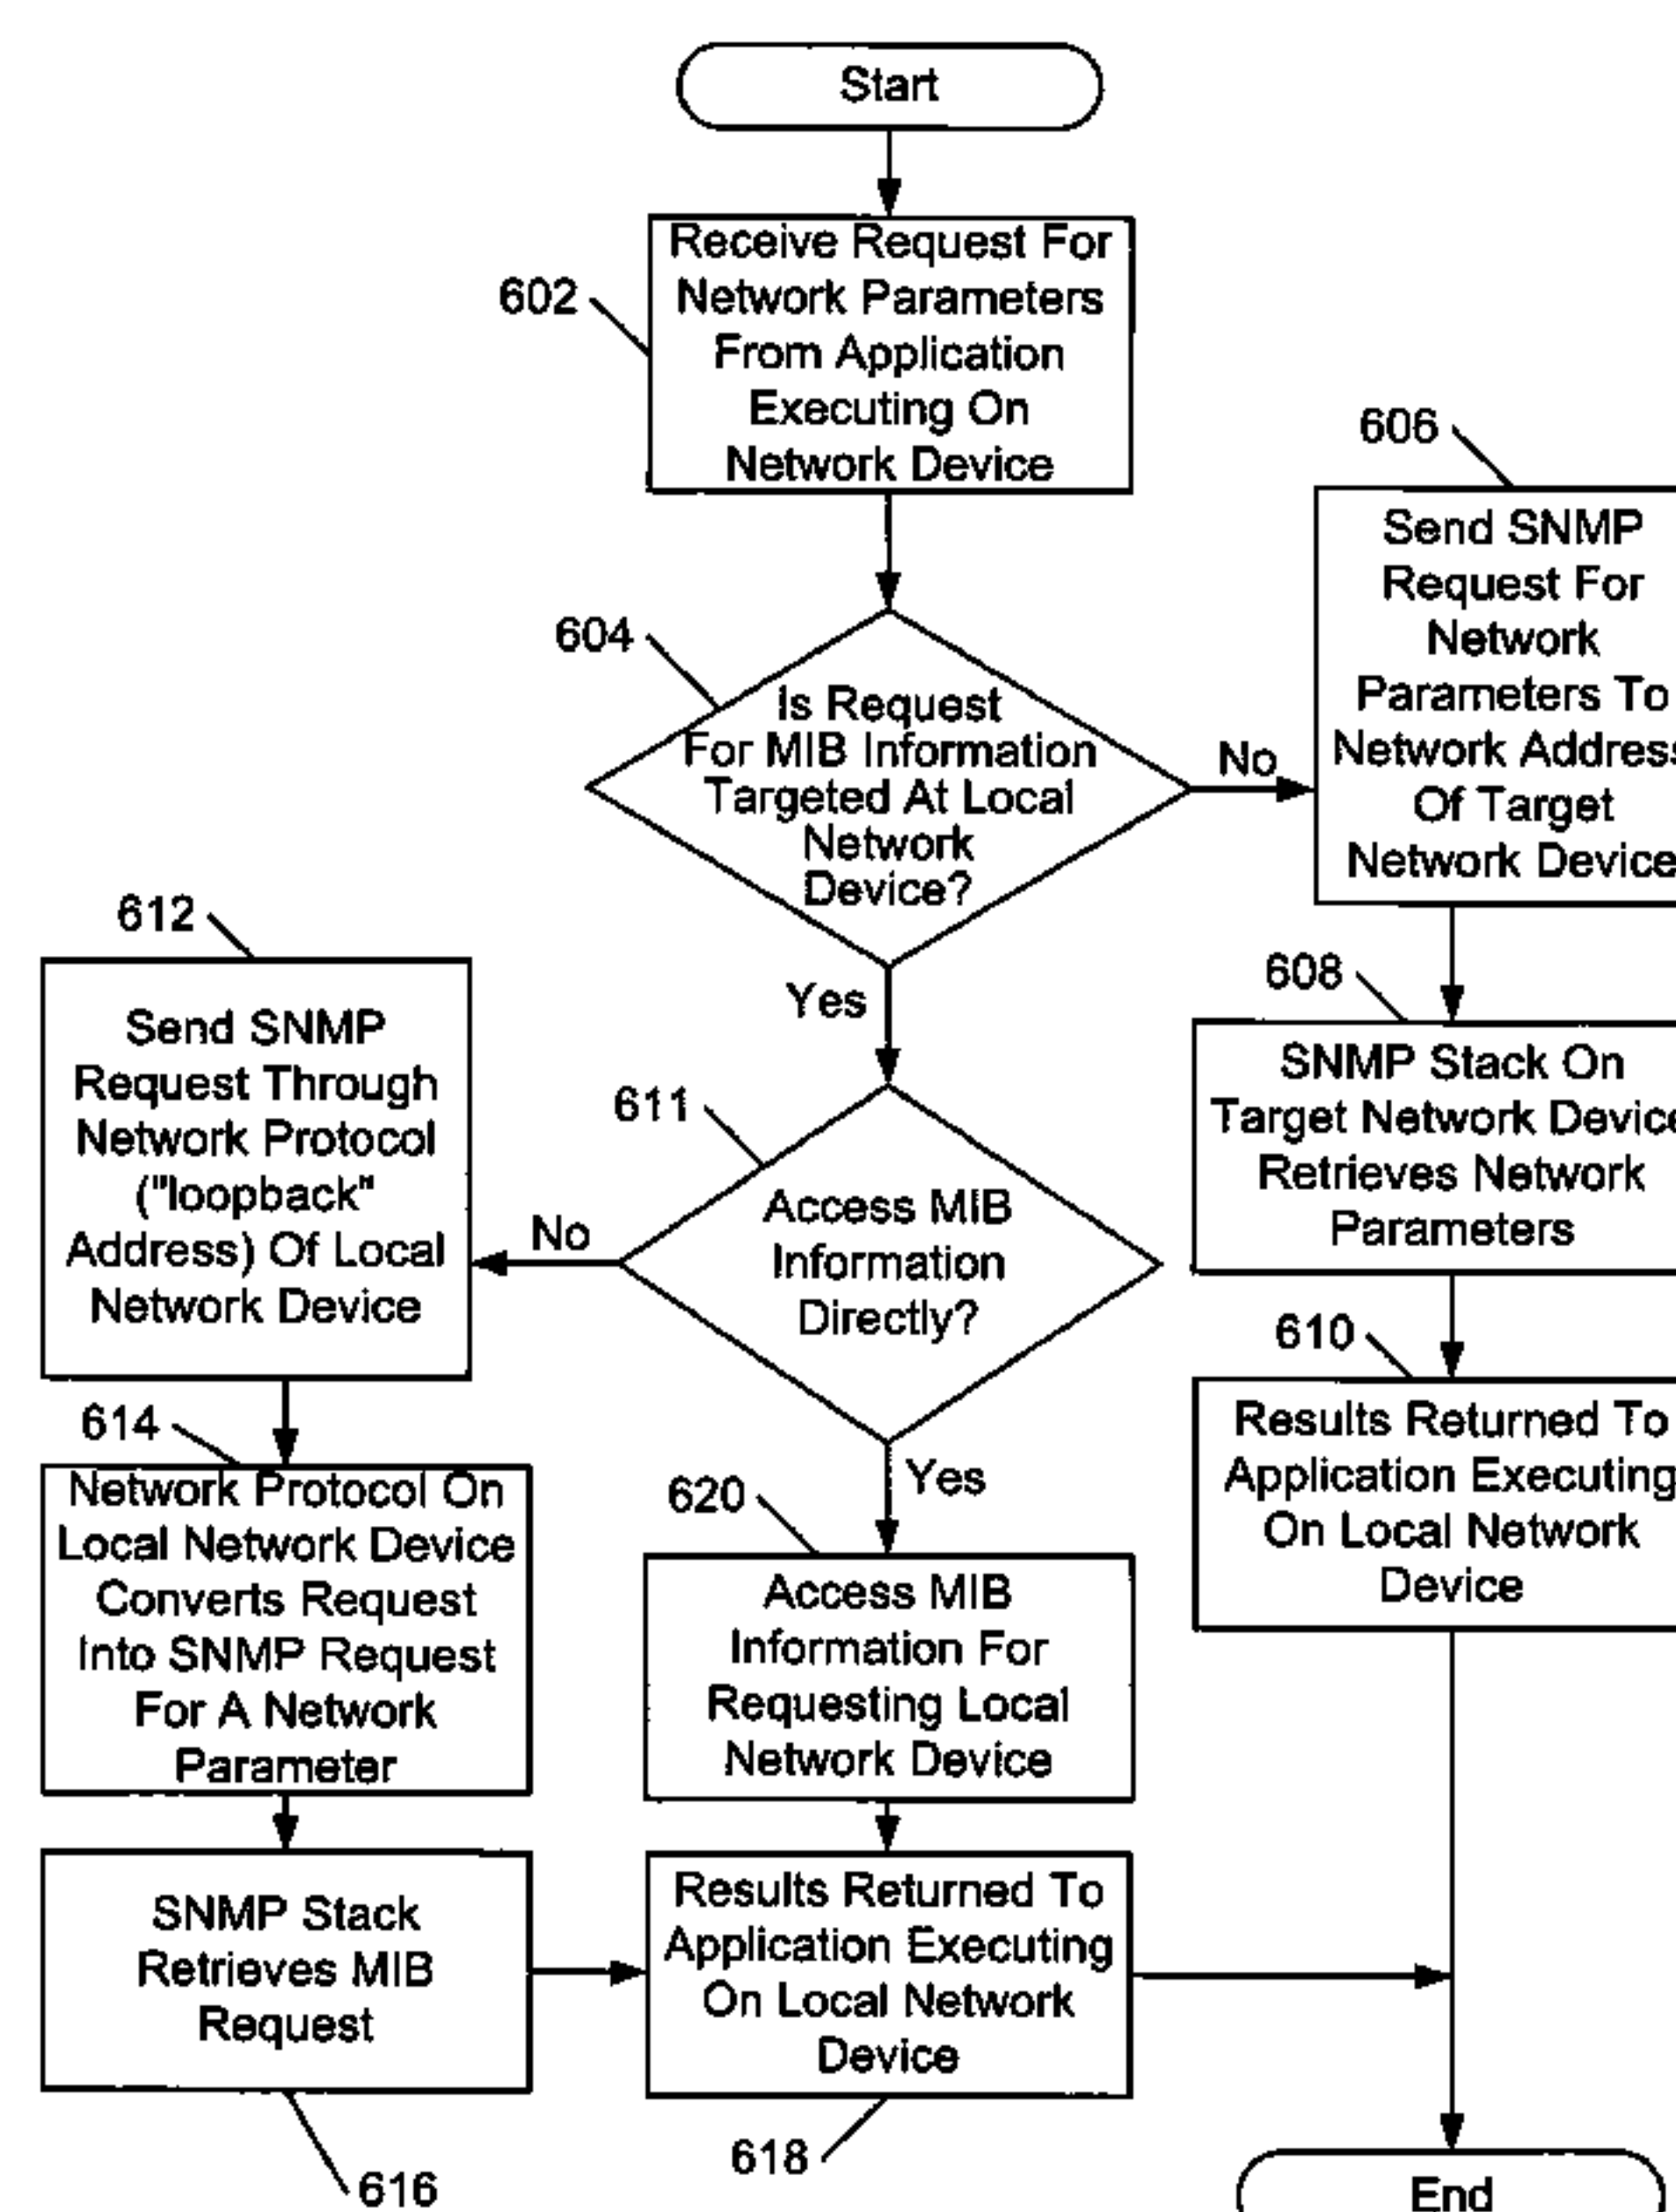 Start
602
Receive Request For
Network Parameters
From Application
Executing On
Network Device
604
Is Request
For MIB Information
Targeted At Local
Network
Device?
No
Yes
606
Send SNMP
Request For
Network
Parameters To
Network Address
Of Target
Network Device
608
SNMP Stack On
Target Network Device
Retrieves Network
Parameters
610
Results Returned To
Application Executing
On Local Network
Device
611
Access MIB
Information
Directly?
No
Yes
612
Send SNMP
Request Through
Network Protocol
("loopback"
Address) Of Local
Network Device
614
Network Protocol On
Local Network Device
Converts Request
Into SNMP Request
For A Network
Parameter
SNMP Stack
Retrieves MIB
Request
616
620
Access MIB
Information For
Requesting Local
Network Device
Results Returned To
Application Executing
On Local Network
Device
618
End